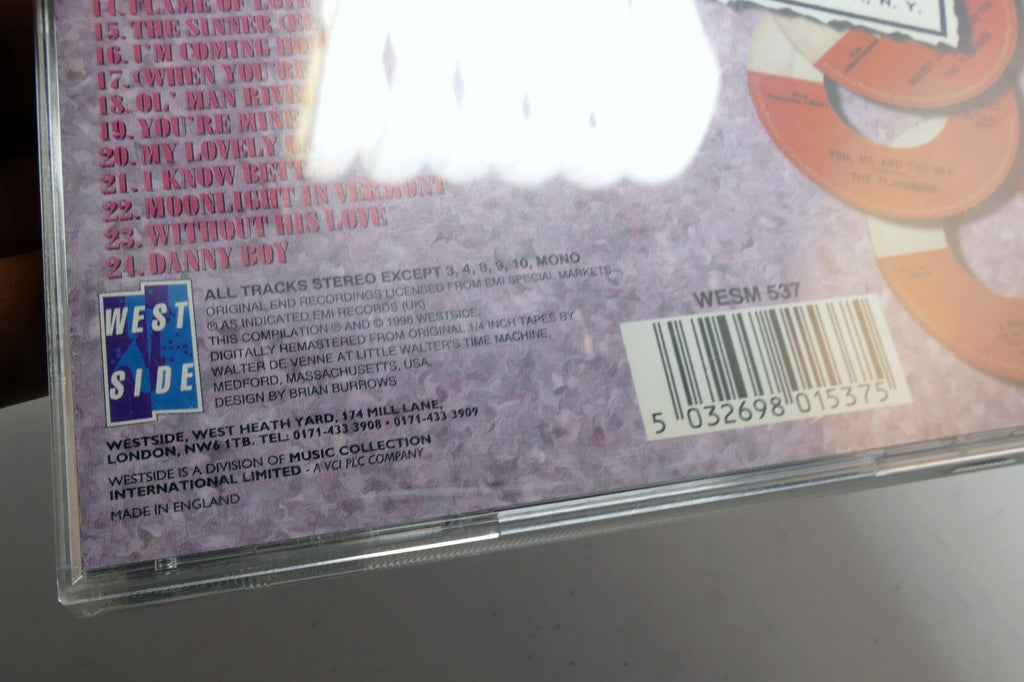 14. FLAME OF LOVE
15. THE SINNER
16. I'M COMING
17. (WHEN YOU'RE
18. OL' MAN
19. YOU'RE MINE
20. MY LOVELY
21. I KNOW
22. MOONLIGHT IN VERMONT
23. WITHOUT HIS LOVE
24. DANNY BOY
WEST
SIDE
ALL TRACKS STEREO EXCEPT 3, 4, 8, 9, 10, MONO
ORIGINAL END RECORDINGS LICENSED FROM EMI SPECIAL MARKETS
℗ AS INDICATED EMI RECORDS (UK)
THIS COMPILATION ℗ AND © 1998 WESTSIDE.
DIGITALLY REMASTERED FROM ORIGINAL 1/4 INCH TAPES BY
WALTER DE VENNE AT LITTLE WALTER'S TIME MACHINE,
MEDFORD, MASSACHUSETTS, USA.
DESIGN BY BRIAN BURROWS
WESTSIDE, WEST HEATH YARD, 174 MILL LANE,
LONDON, NW6 1TB. TEL: 0171-433 3908 • 0171-433 3909
WESTSIDE IS A DIVISION OF MUSIC COLLECTION
INTERNATIONAL LIMITED - A VCI PLC COMPANY
MADE IN ENGLAND
N. Y.
YOU, ME AND THE SEA
THE FLAMINGOS
WESM 537
5 032698 015375